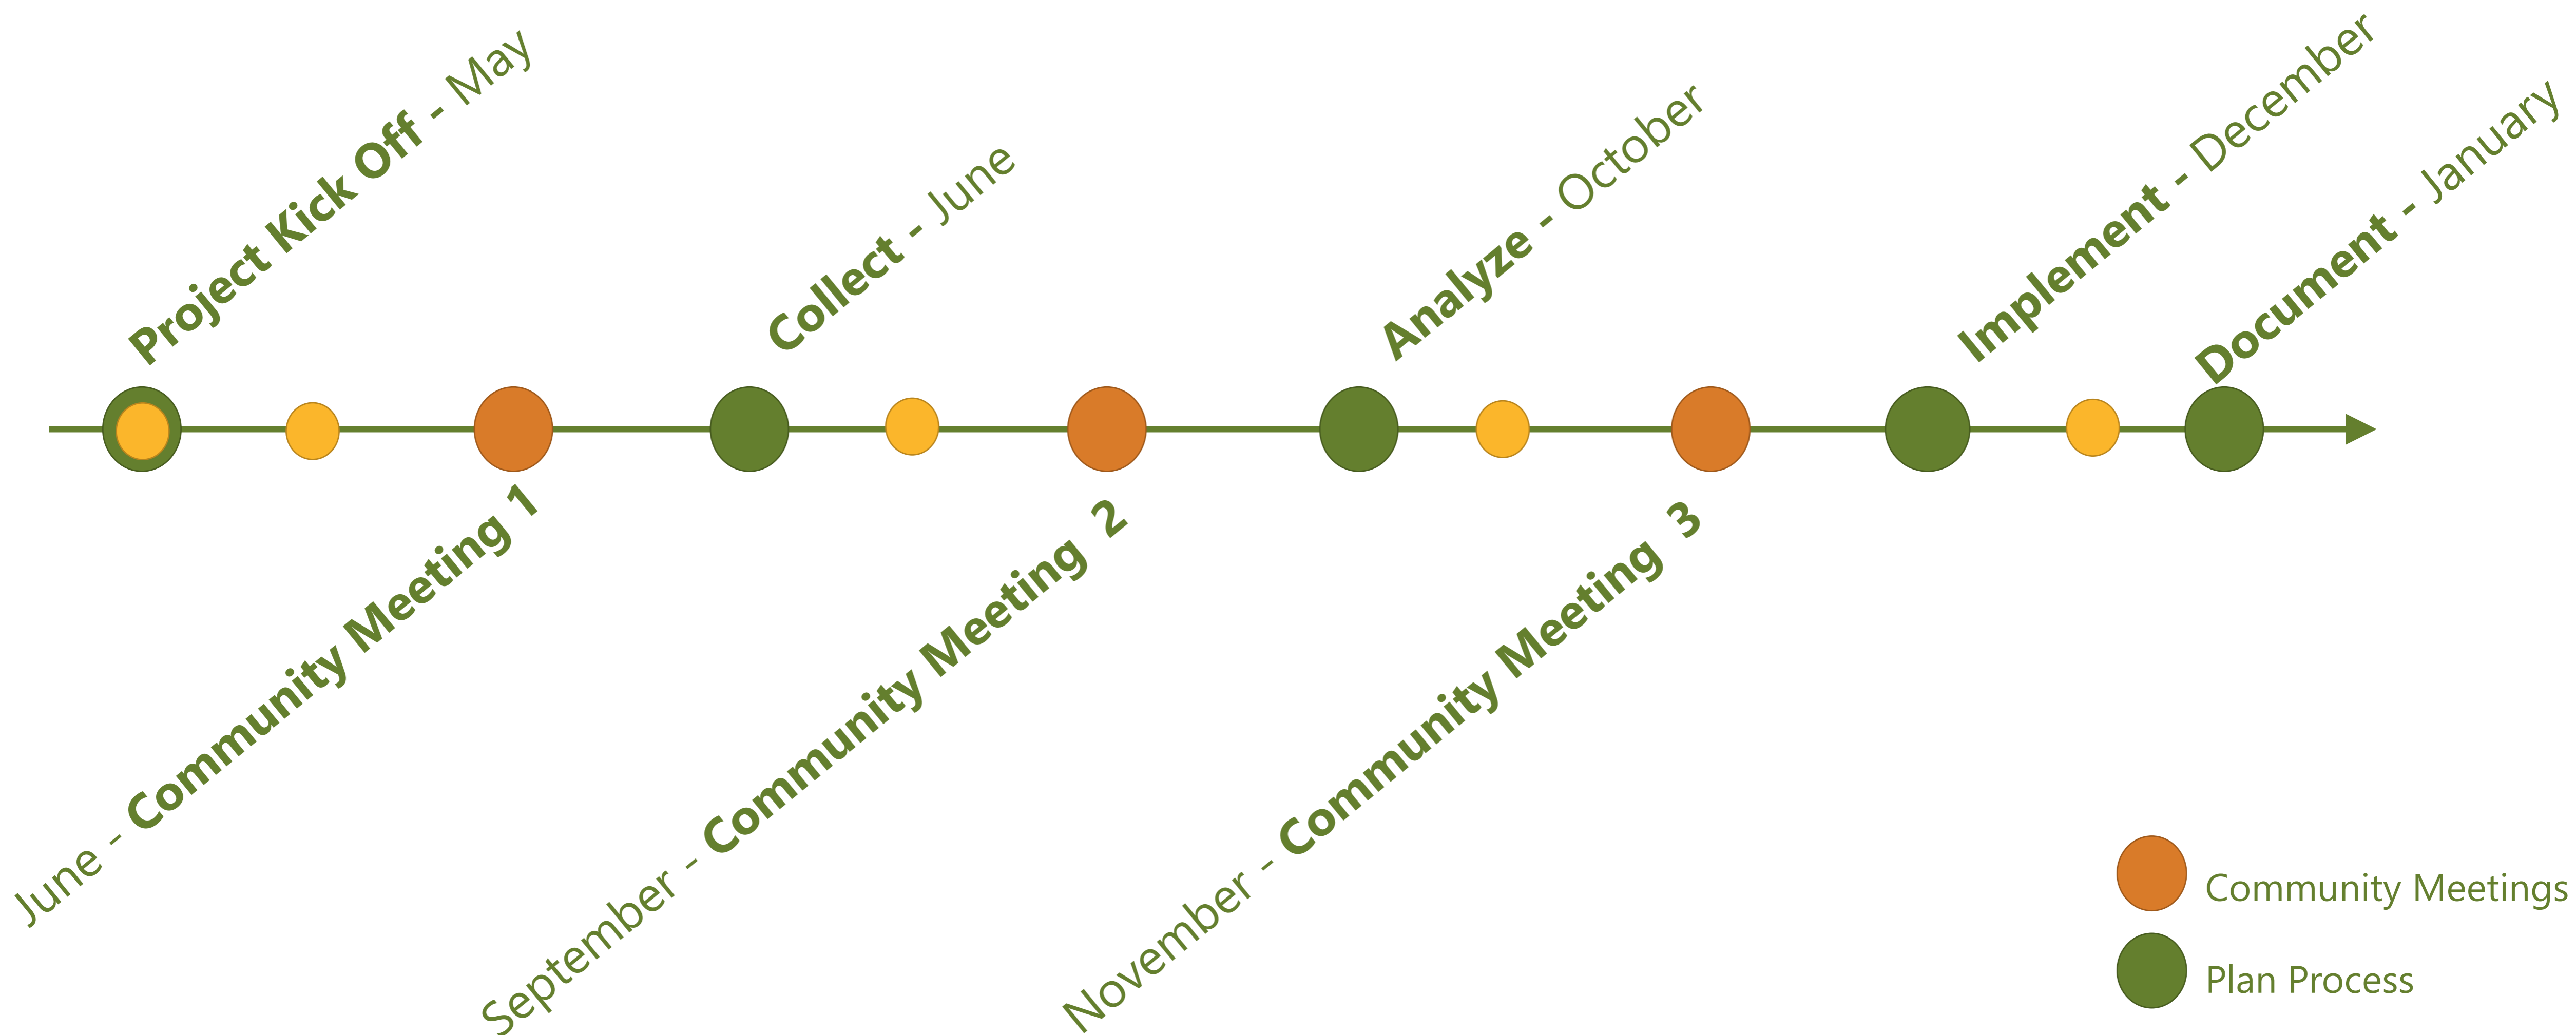 Project Kick Off - May
Collect - June
Analyze - October
Implement - December
Document - January
June - Community Meeting 1
September - Community Meeting 2
November - Community Meeting 3
Community Meetings
Plan Process